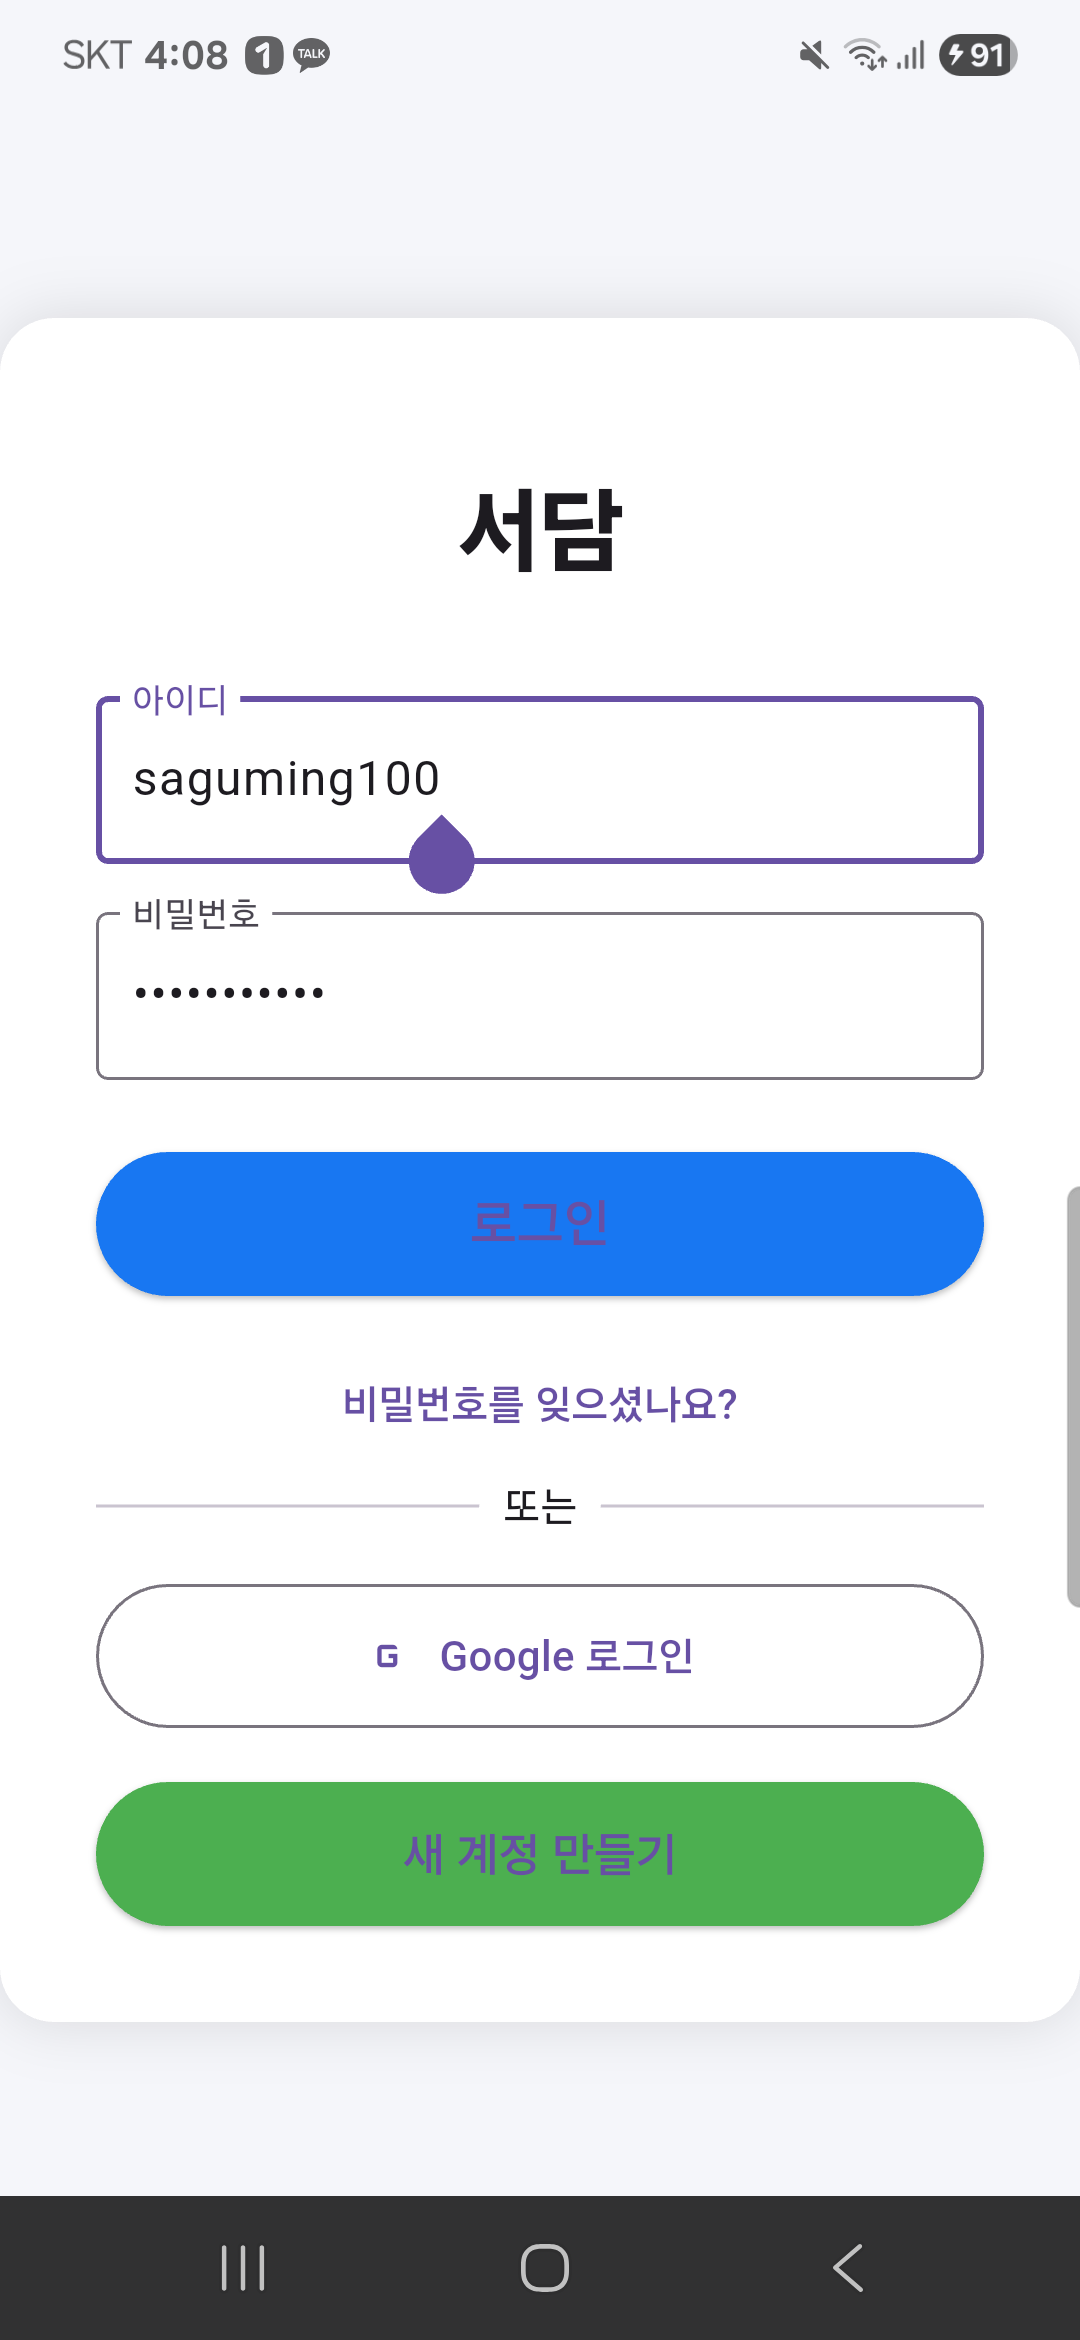 SKT 4:08 1 TALK 91
서담
아이디
saguming100
비밀번호
•••••••••••
로그인
비밀번호를 잊으셨나요?
또는
G Google 로그인
새 계정 만들기